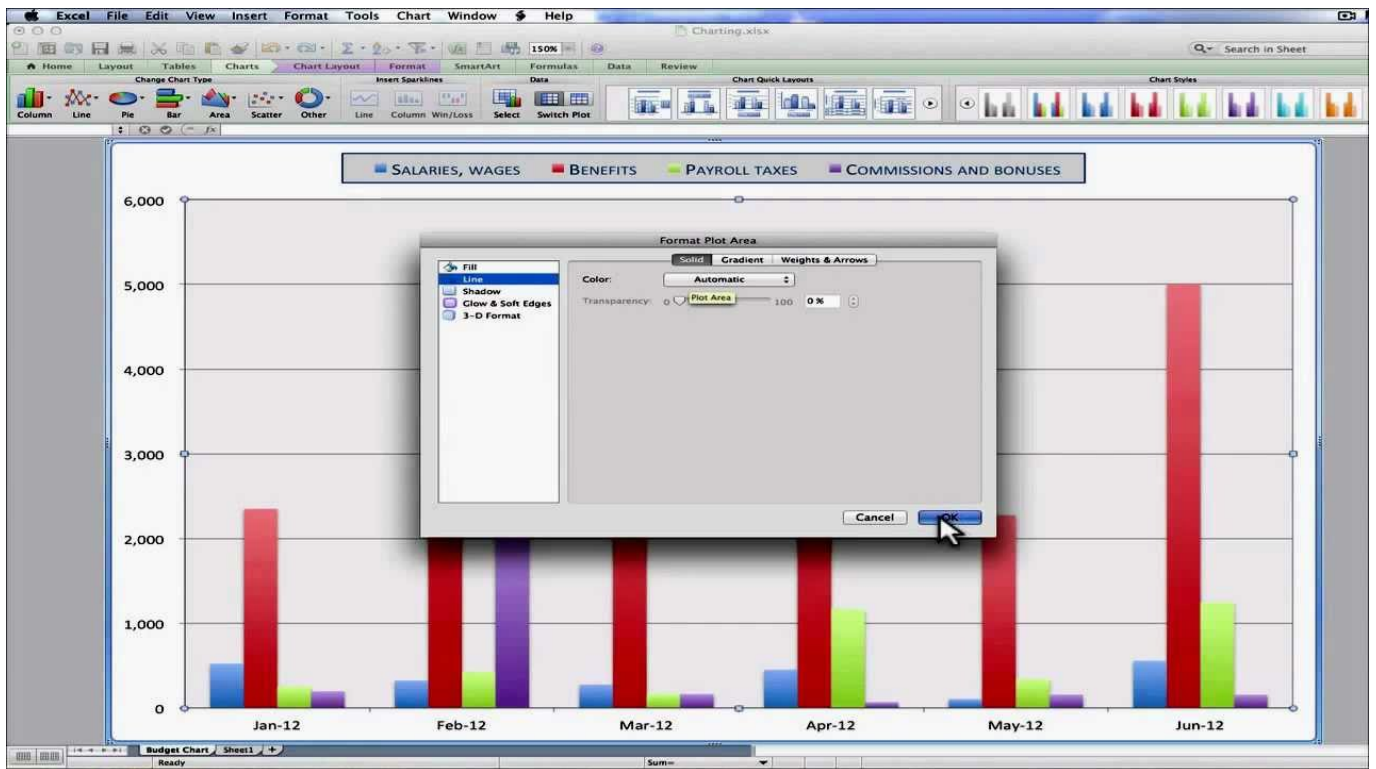 Excel File Edit View Insert Format Tools Chart Window Help
Charting.xlsx
150% Search in Sheet
Home Layout Tables Charts Chart Layout Format SmartArt Formulas Data Review
Change Chart Type Insert Sparklines Data Chart Quick Layouts Chart Styles
Column Line Pie Bar Area Scatter Other Line Column Win/Loss Select Switch Plot
fx
SALARIES, WAGES BENEFITS PAYROLL TAXES COMMISSIONS AND BONUSES
6,000
Format Plot Area
Solid Gradient Weights & Arrows
Fill
Line
Shadow
Glow & Soft Edges
3-D Format
Color: Automatic
Transparency: 0 Plot Area 100 0 %
Cancel OK
5,000
4,000
3,000
2,000
1,000
0
Jan-12 Feb-12 Mar-12 Apr-12 May-12 Jun-12
Budget Chart Sheet1 +
Ready Sum=